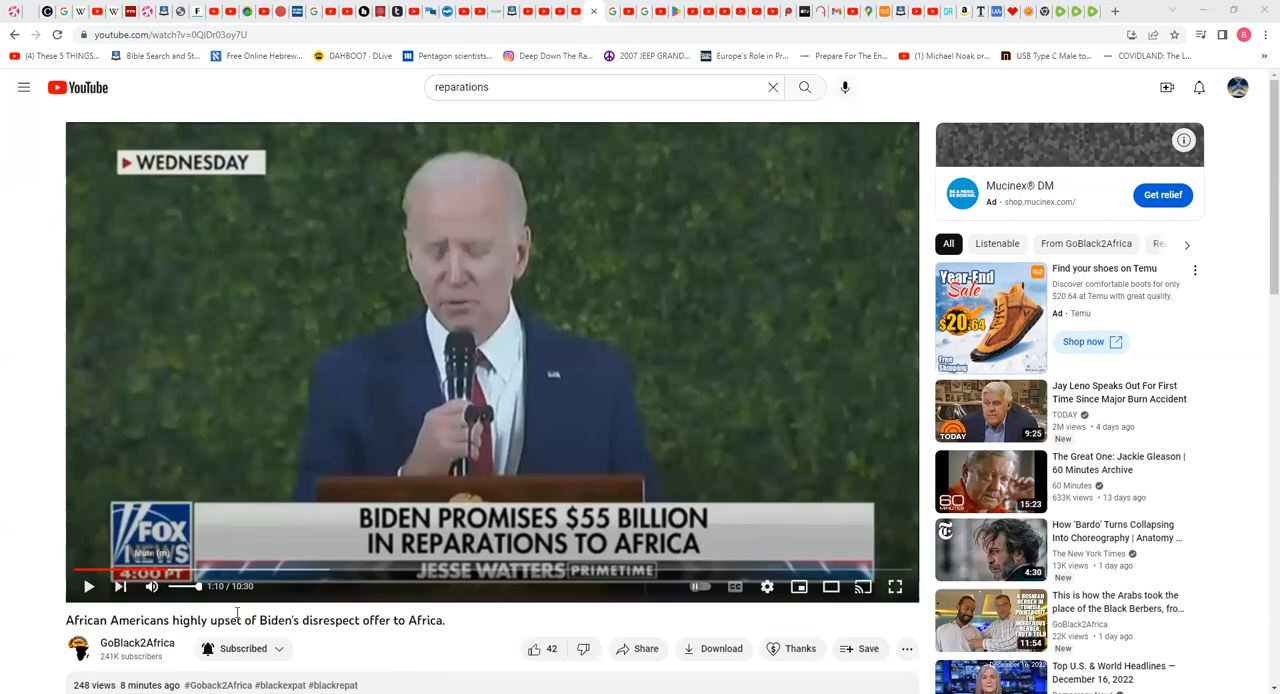 youtube.com/watch?v=0QIDr03oy7U
(4) These 5 THINGS...
Bible Search and St...
Free Online Hebrew...
DAHBOO7 - DLive
Pentagon scientists...
Deep Down The Ra...
2007 JEEP GRAND...
Europe's Role in Pr...
Prepare For The En...
(1) Michael Noak or...
USB Type C Male to...
COVIDLAND: The L...
YouTube
reparations
WEDNESDAY
FOX
NEWS
Mute (m)
4:00 PT
BIDEN PROMISES $55 BILLION
IN REPARATIONS TO AFRICA
JESSE WATTERS PRIMETIME
1:10 / 10:30
African Americans highly upset of Biden's disrespect offer to Africa.
GoBlack2Africa
241K subscribers
Subscribed
42
Share
Download
Thanks
Save
248 views 8 minutes ago #Goback2Africa #blackexpat #blackrepat
Mucinex® DM
Ad • shop.mucinex.com/
Get relief
All
Listenable
From GoBlack2Africa
Re
Year-End
Sale
$20.64
Free
Shipping
Find your shoes on Temu
Discover comfortable boots for only
$20.64 at Temu with great quality.
Ad • Temu
Shop now
Jay Leno Speaks Out For First
Time Since Major Burn Accident
TODAY
2M views • 4 days ago
New
TODAY
9:25
The Great One: Jackie Gleason |
60 Minutes Archive
60 Minutes
633K views • 13 days ago
60
MINUTES
15:23
How 'Bardo' Turns Collapsing
Into Choreography | Anatomy ...
The New York Times
13K views • 1 day ago
New
4:30
This is how the Arabs took the
place of the Black Berbers, fro...
GoBlack2Africa
22K views • 1 day ago
New
11:54
Top U.S. & World Headlines —
December 16, 2022